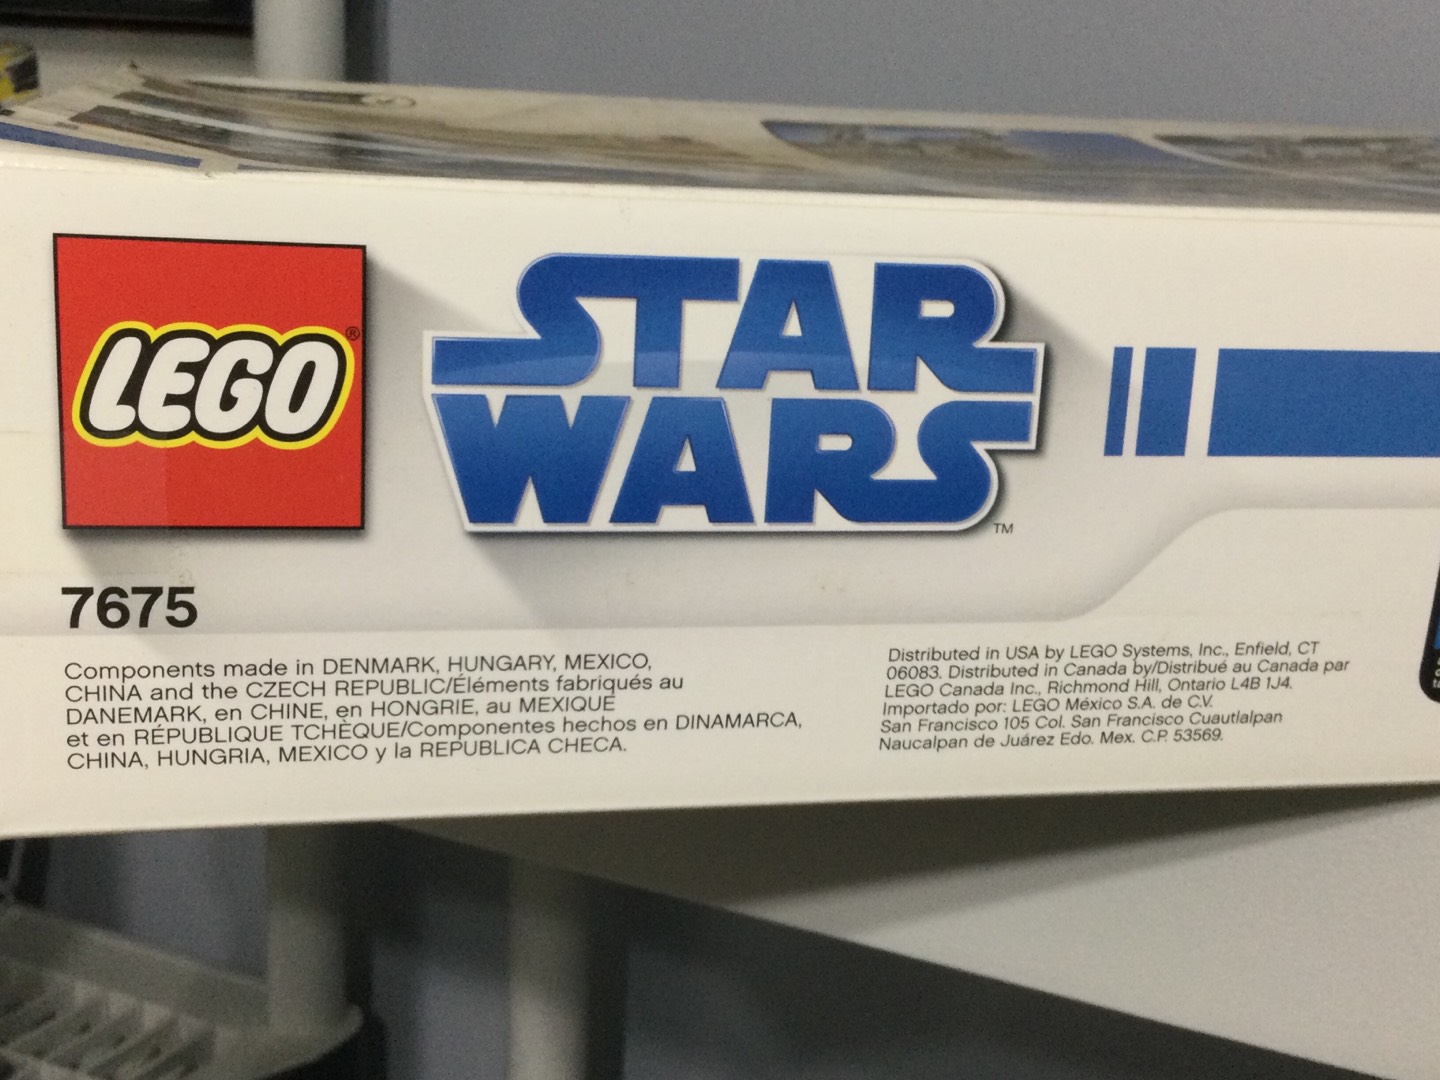 LEGO®
STAR
WARS™
7675
Components made in DENMARK, HUNGARY, MEXICO,
CHINA and the CZECH REPUBLIC/Éléments fabriqués au
DANEMARK, en CHINE, en HONGRIE, au MEXIQUE
et en RÉPUBLIQUE TCHÈQUE/Componentes hechos en DINAMARCA,
CHINA, HUNGRIA, MEXICO y la REPUBLICA CHECA.
Distributed in USA by LEGO Systems, Inc., Enfield, CT
06083. Distributed in Canada by/Distribué au Canada par
LEGO Canada Inc., Richmond Hill, Ontario L4B 1J4.
Importado por: LEGO México S.A. de C.V.
San Francisco 105 Col. San Francisco Cuautlalpan
Naucalpan de Juárez Edo. Mex. C.P. 53569.